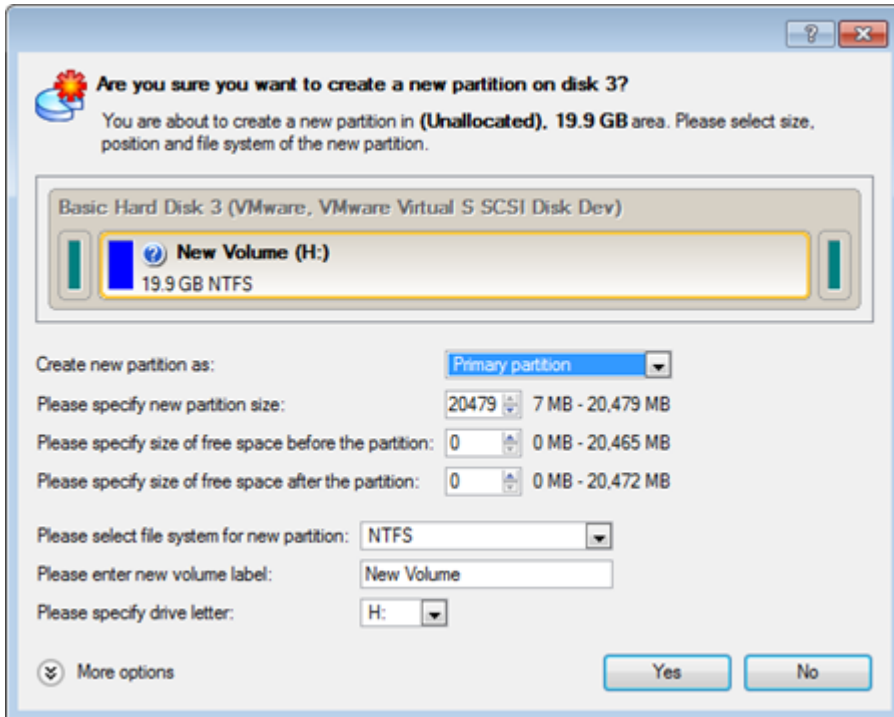 Are you sure you want to create a new partition on disk 3?
You are about to create a new partition in (Unallocated), 19.9 GB area. Please select size,
position and file system of the new partition.
Basic Hard Disk 3 (VMware, VMware Virtual S SCSI Disk Dev)
New Volume (H:)
19.9 GB NTFS
Create new partition as: Primary partition
Please specify new partition size: 20479 7 MB - 20,479 MB
Please specify size of free space before the partition: 0 0 MB - 20,465 MB
Please specify size of free space after the partition: 0 0 MB - 20,472 MB
Please select file system for new partition: NTFS
Please enter new volume label: New Volume
Please specify drive letter: H:
More options Yes No